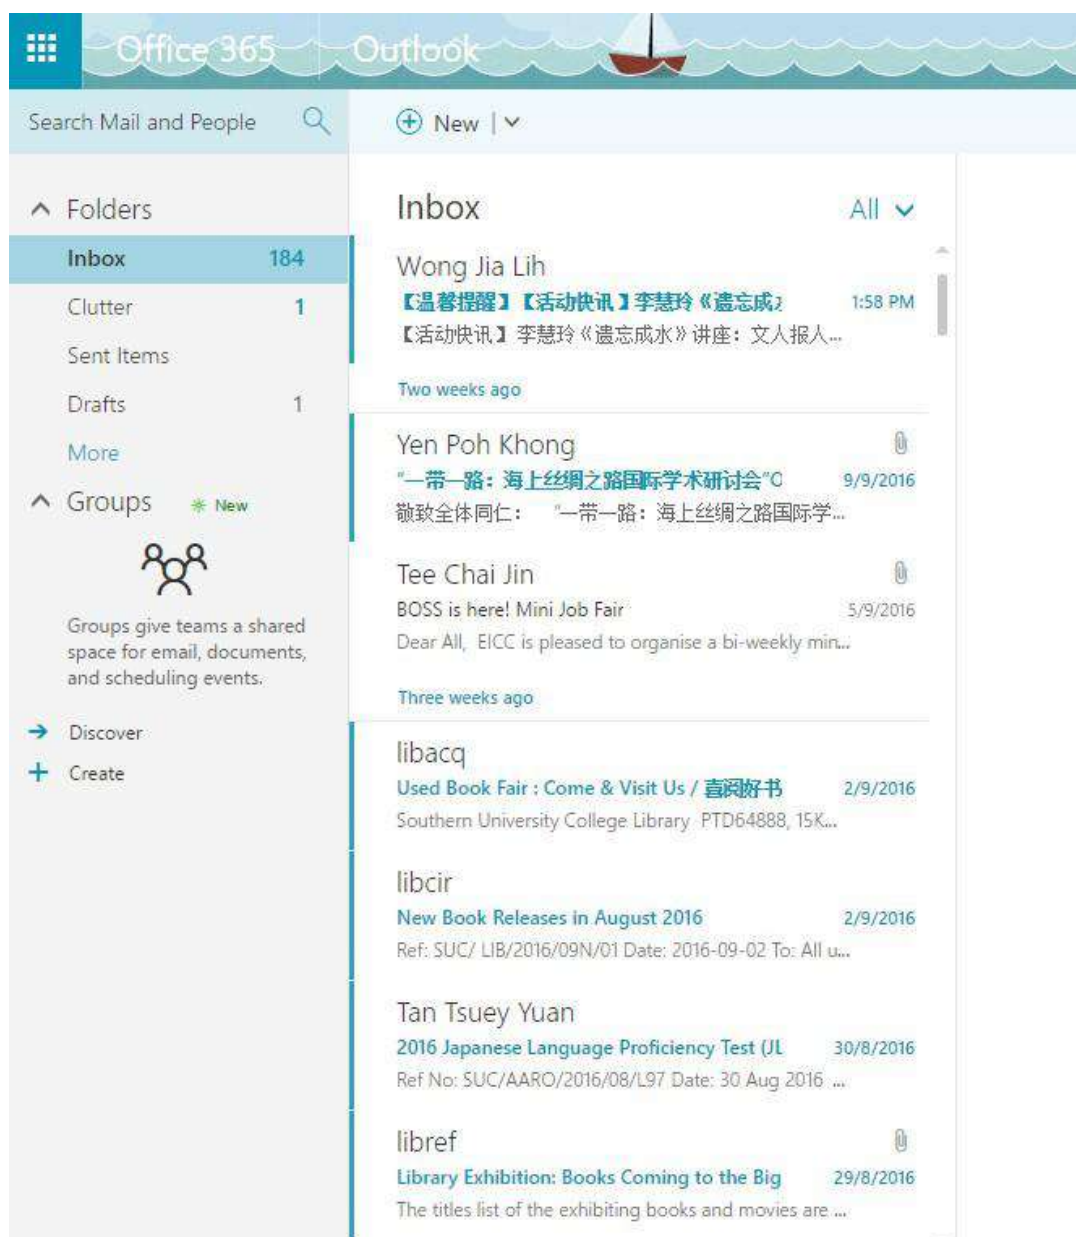 Office 365 Outlook
Search Mail and People
New
Folders
Inbox 184
Clutter 1
Sent Items
Drafts 1
More
Groups New
Groups give teams a shared
space for email, documents,
and scheduling events.
Discover
Create
Inbox All
Wong Jia Lih
【温馨提醒】【活动快讯】李慧玲《遗忘成 1:58 PM
【活动快讯】李慧玲《遗忘成水》讲座：文人报人...
Two weeks ago
Yen Poh Khong
“一带一路：海上丝绸之路国际学术研讨会”C 9/9/2016
敬致全体同仁： “一带一路：海上丝绸之路国际学...
Tee Chai Jin
BOSS is here! Mini Job Fair 5/9/2016
Dear All, EICC is pleased to organise a bi-weekly min...
Three weeks ago
libacq
Used Book Fair : Come & Visit Us / 喜阅好书 2/9/2016
Southern University College Library PTD64888, 15K...
libcir
New Book Releases in August 2016 2/9/2016
Ref: SUC/ LIB/2016/09N/01 Date: 2016-09-02 To: All u...
Tan Tsuey Yuan
2016 Japanese Language Proficiency Test (JL 30/8/2016
Ref No: SUC/AARO/2016/08/L97 Date: 30 Aug 2016 ...
libref
Library Exhibition: Books Coming to the Big 29/8/2016
The titles list of the exhibiting books and movies are ...